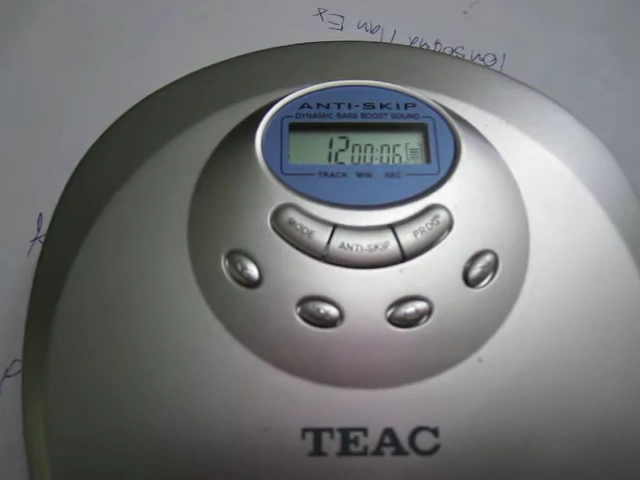 ANTI-SKIP
DYNAMIC BASS BOOST SOUND
12 00:06
TRACK MIN SEC
MODE ANTI-SKIP PROG
TEAC